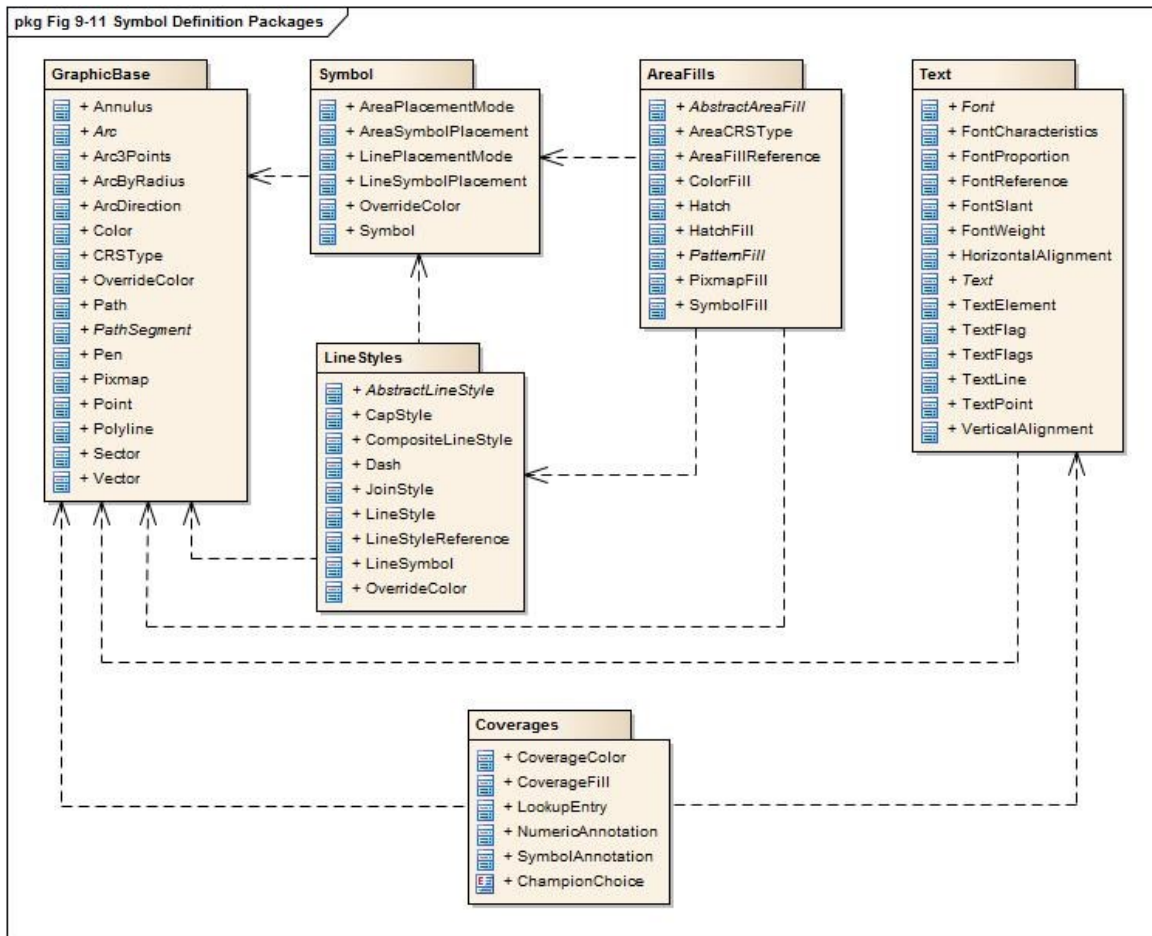 pkg Fig 9-11 Symbol Definition Packages
GraphicBase
+ Annulus
+ Arc
+ Arc3Points
+ ArcByRadius
+ ArcDirection
+ Color
+ CRSType
+ OverrideColor
+ Path
+ PathSegment
+ Pen
+ Pixmap
+ Point
+ Polyline
+ Sector
+ Vector
Symbol
+ AreaPlacementMode
+ AreaSymbolPlacement
+ LinePlacementMode
+ LineSymbolPlacement
+ OverrideColor
+ Symbol
AreaFills
+ AbstractAreaFill
+ AreaCRSType
+ AreaFillReference
+ ColorFill
+ Hatch
+ HatchFill
+ PatternFill
+ PixmapFill
+ SymbolFill
Text
+ Font
+ FontCharacteristics
+ FontProportion
+ FontReference
+ FontSlant
+ FontWeight
+ HorizontalAlignment
+ Text
+ TextElement
+ TextFlag
+ TextFlags
+ TextLine
+ TextPoint
+ VerticalAlignment
LineStyles
+ AbstractLineStyle
+ CapStyle
+ CompositeLineStyle
+ Dash
+ JoinStyle
+ LineStyle
+ LineStyleReference
+ LineSymbol
+ OverrideColor
Coverages
+ CoverageColor
+ CoverageFill
+ LookupEntry
+ NumericAnnotation
+ SymbolAnnotation
E + ChampionChoice